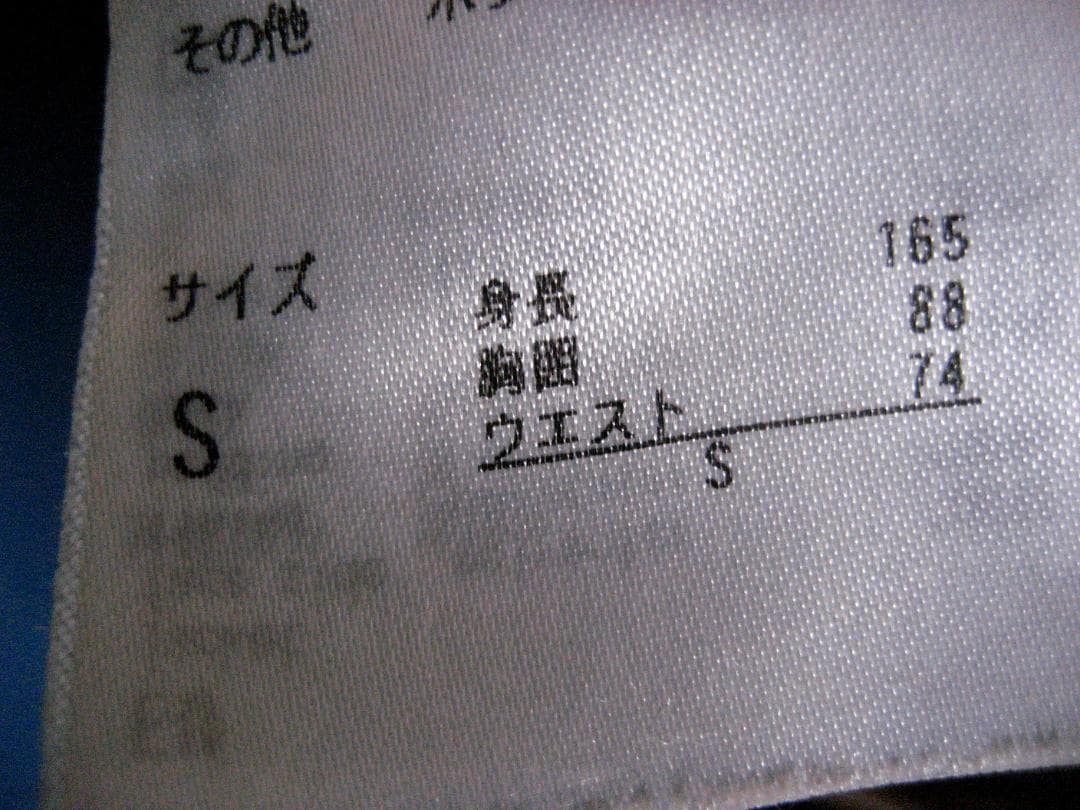 その他
サイズ 身長 165
胸囲 88
S ウエスト 74
S